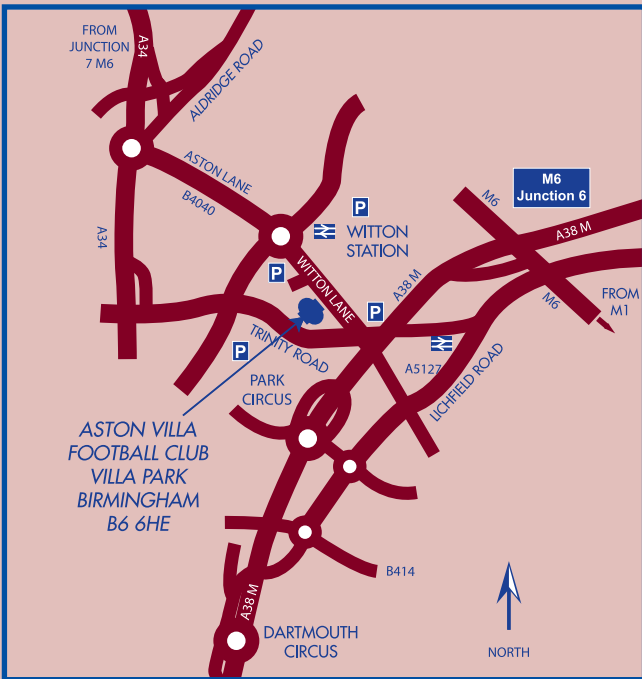 FROM
JUNCTION
7 M6
A34
ALDRIDGE ROAD
ASTON LANE
B4040
A34
P
WITTON
STATION
M6
Junction 6
M6
A38 M
M6
FROM
M1
P
WITTON LANE
A38 M
P
TRINITY ROAD
P
A5127
LICHFIELD ROAD
PARK
CIRCUS
ASTON VILLA
FOOTBALL CLUB
VILLA PARK
BIRMINGHAM
B6 6HE
B414
A38 M
DARTMOUTH
CIRCUS
NORTH